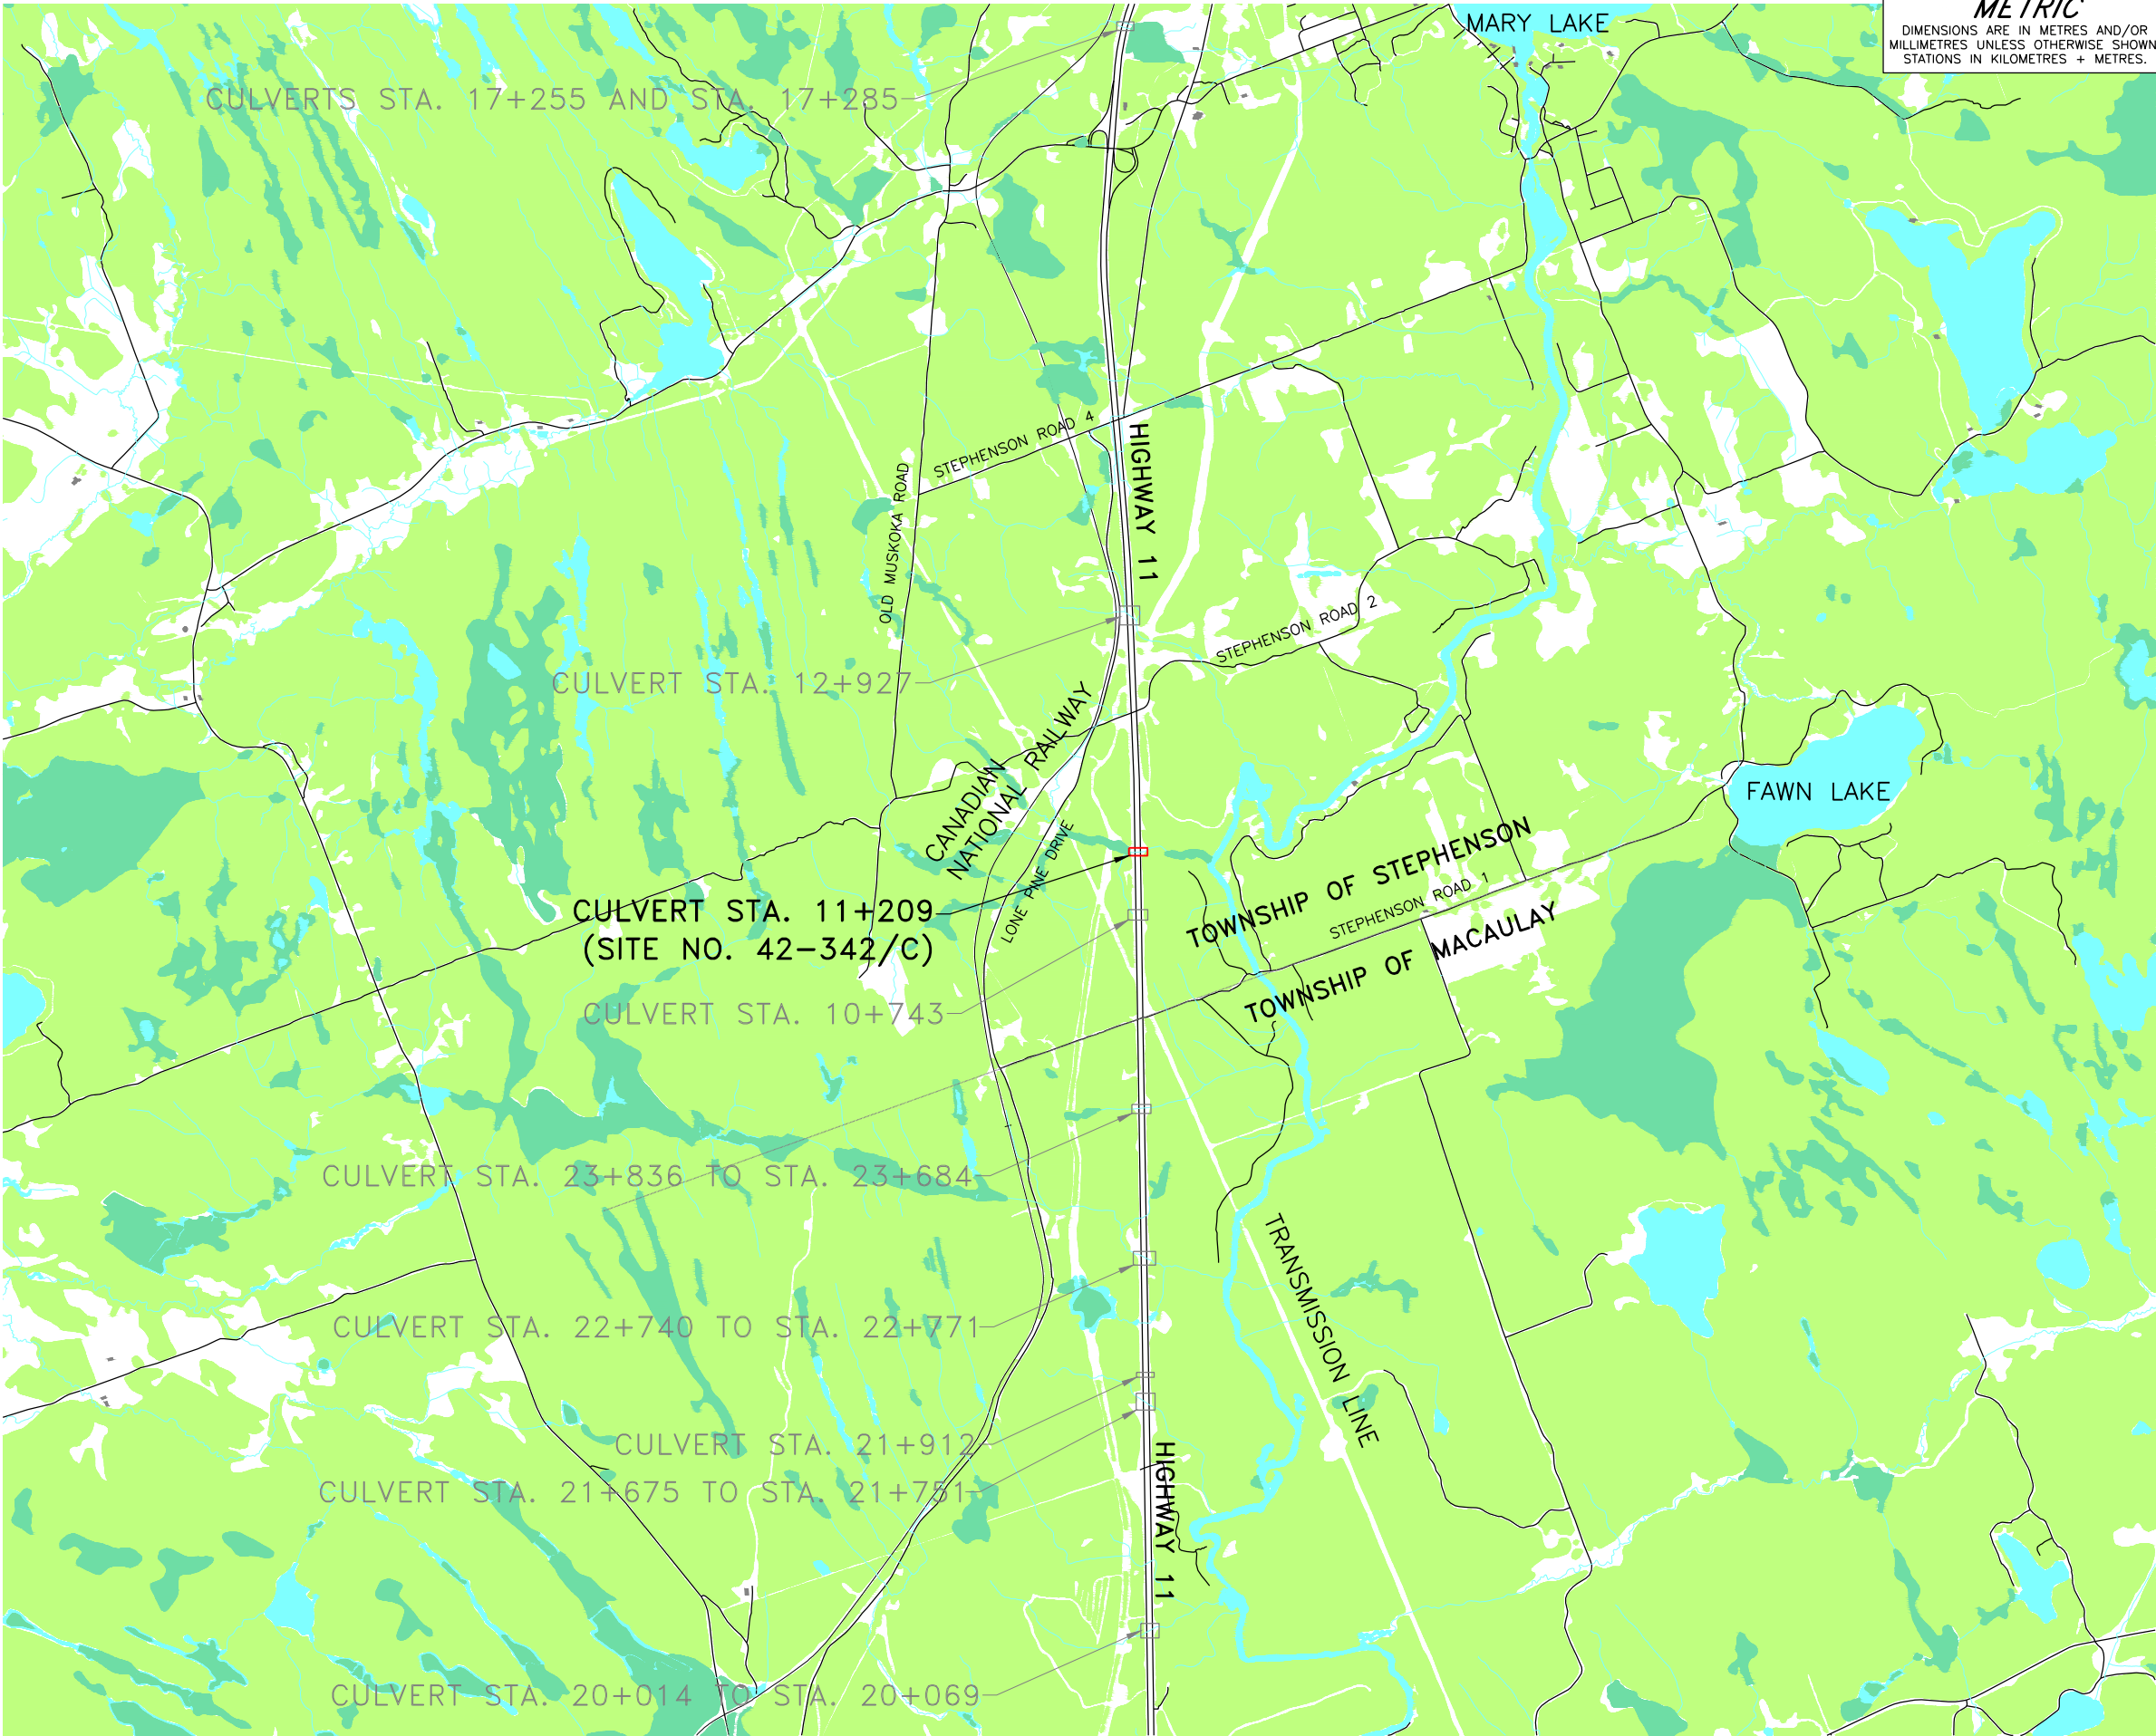 METRIC
DIMENSIONS ARE IN METRES AND/OR
MILLIMETRES UNLESS OTHERWISE SHOWN
STATIONS IN KILOMETRES + METRES.
MARY LAKE
CULVERTS STA. 17+255 AND STA. 17+285
STEPHENSON ROAD 4
HIGHWAY 11
OLD MUSKOKA ROAD
STEPHENSON ROAD 2
CULVERT STA. 12+927
CANADIAN
NATIONAL RAILWAY
FAWN LAKE
LONE PINE DRIVE
CULVERT STA. 11+209
(SITE NO. 42-342/C)
TOWNSHIP OF STEPHENSON
STEPHENSON ROAD 1
TOWNSHIP OF MACAULAY
CULVERT STA. 10+743
CULVERT STA. 23+836 TO STA. 23+684
TRANSMISSION LINE
CULVERT STA. 22+740 TO STA. 22+771
CULVERT STA. 21+912
CULVERT STA. 21+675 TO STA. 21+751
HIGHWAY 11
CULVERT STA. 20+014 TO STA. 20+069